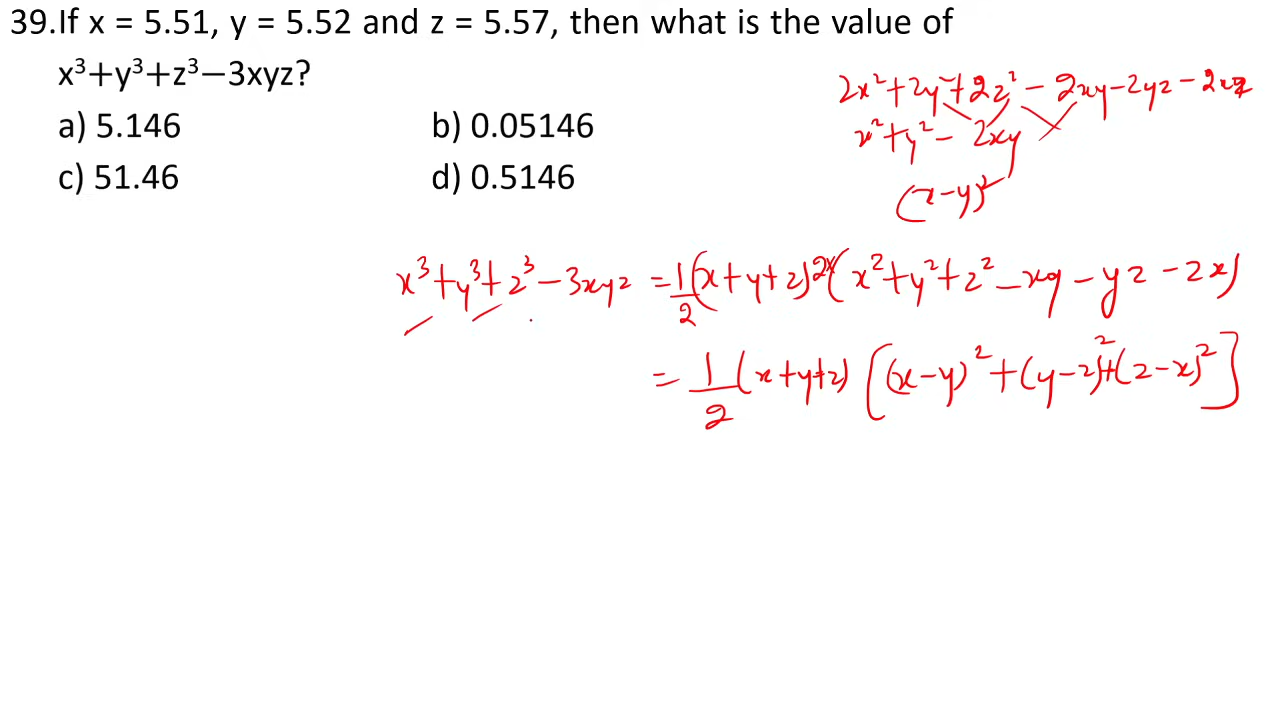 39.If x = 5.51, y = 5.52 and z = 5.57, then what is the value of
x³+y³+z³−3xyz?
a) 5.146 b) 0.05146
c) 51.46 d) 0.5146
2x²+2y²+2z²-2xy-2yz-2xz
x²+y²-2xy
(x-y)²
x³+y³+z³-3xyz = 1/2 (x+y+z) 2x (x²+y²+z²-xy-yz-zx)
= 1/2 (x+y+z) [(x-y)²+(y-z)²+(z-x)²]